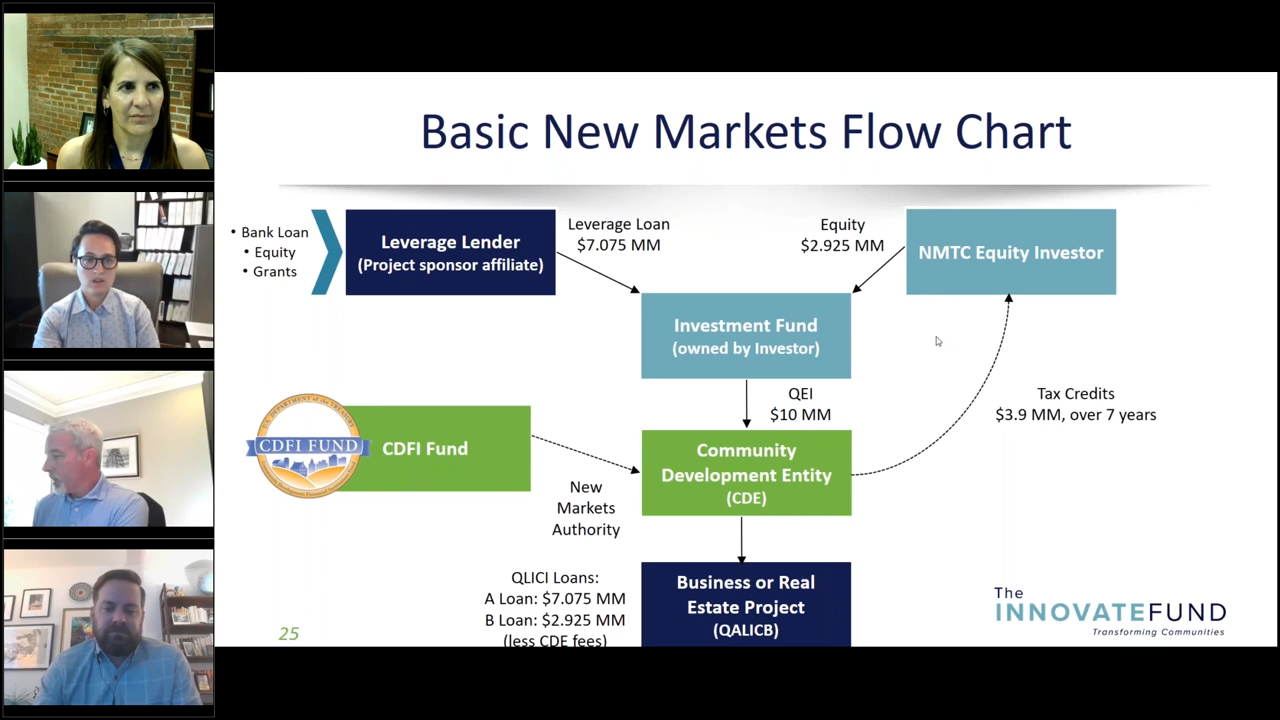 Basic New Markets Flow Chart
• Bank Loan
• Equity
• Grants
Leverage Lender
(Project sponsor affiliate)
Leverage Loan
$7.075 MM
Equity
$2.925 MM
NMTC Equity Investor
Investment Fund
(owned by Investor)
QEI
$10 MM
Tax Credits
$3.9 MM, over 7 years
CDFI FUND
CDFI Fund
Community
Development Entity
(CDE)
New
Markets
Authority
QLICI Loans:
A Loan: $7.075 MM
B Loan: $2.925 MM
(less CDE fees)
Business or Real
Estate Project
(QALICB)
25
The
INNOVATEFUND
Transforming Communities